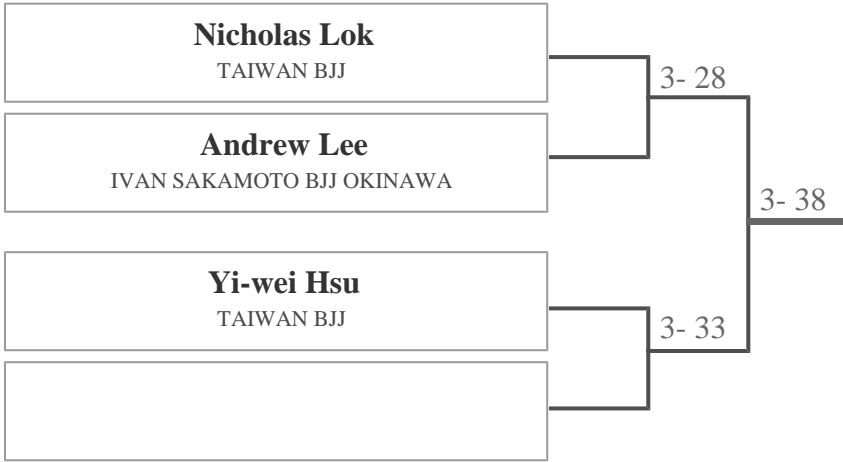 Nicholas Lok
TAIWAN BJJ
3- 28
Andrew Lee
IVAN SAKAMOTO BJJ OKINAWA
3- 38
Yi-wei Hsu
TAIWAN BJJ
3- 33